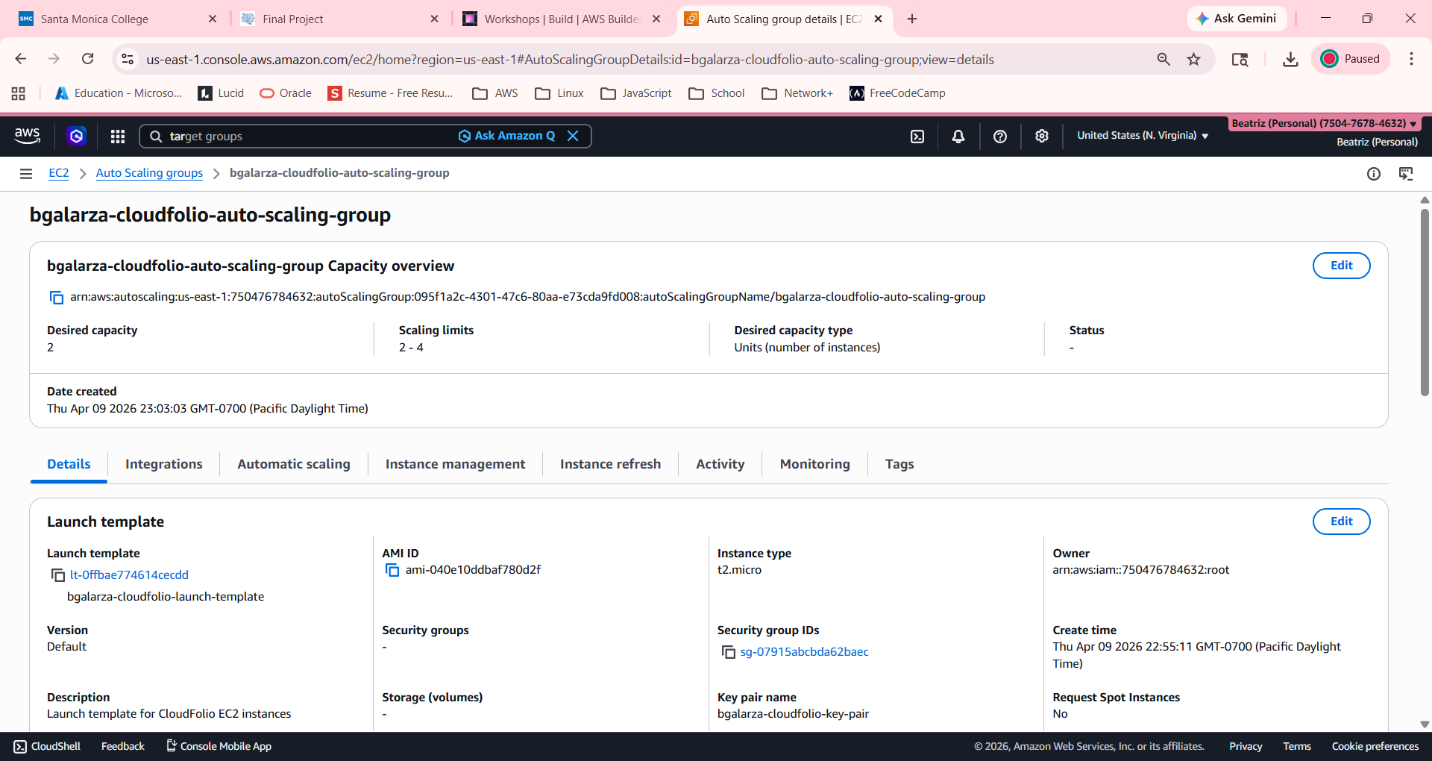 SMC Santa Monica College
Final Project
Workshops | Build | AWS Builde
Auto Scaling group details | EC2
Ask Gemini
us-east-1.console.aws.amazon.com/ec2/home?region=us-east-1#AutoScalingGroupDetails:id=bgalarza-cloudfolio-auto-scaling-group;view=details
Paused
Education - Microso...
Lucid
Oracle
Resume - Free Resu...
AWS
Linux
JavaScript
School
Network+
FreeCodeCamp
aws
target groups
Ask Amazon Q
United States (N. Virginia)
Beatriz (Personal) (7504-7678-4632)
Beatriz (Personal)
EC2
Auto Scaling groups
bgalarza-cloudfolio-auto-scaling-group
bgalarza-cloudfolio-auto-scaling-group
bgalarza-cloudfolio-auto-scaling-group Capacity overview
Edit
arn:aws:autoscaling:us-east-1:750476784632:autoScalingGroup:095f1a2c-4301-47c6-80aa-e73cda9fd008:autoScalingGroupName/bgalarza-cloudfolio-auto-scaling-group
Desired capacity
2
Scaling limits
2 - 4
Desired capacity type
Units (number of instances)
Status
-
Date created
Thu Apr 09 2026 23:03:03 GMT-0700 (Pacific Daylight Time)
Details
Integrations
Automatic scaling
Instance management
Instance refresh
Activity
Monitoring
Tags
Launch template
Edit
Launch template
lt-0ffbae774614cecdd
bgalarza-cloudfolio-launch-template
AMI ID
ami-040e10ddbaf780d2f
Instance type
t2.micro
Owner
arn:aws:iam::750476784632:root
Version
Default
Security groups
-
Security group IDs
sg-07915abcbda62baec
Create time
Thu Apr 09 2026 22:55:11 GMT-0700 (Pacific Daylight
Time)
Description
Launch template for CloudFolio EC2 instances
Storage (volumes)
-
Key pair name
bgalarza-cloudfolio-key-pair
Request Spot Instances
No
CloudShell
Feedback
Console Mobile App
© 2026, Amazon Web Services, Inc. or its affiliates.
Privacy
Terms
Cookie preferences